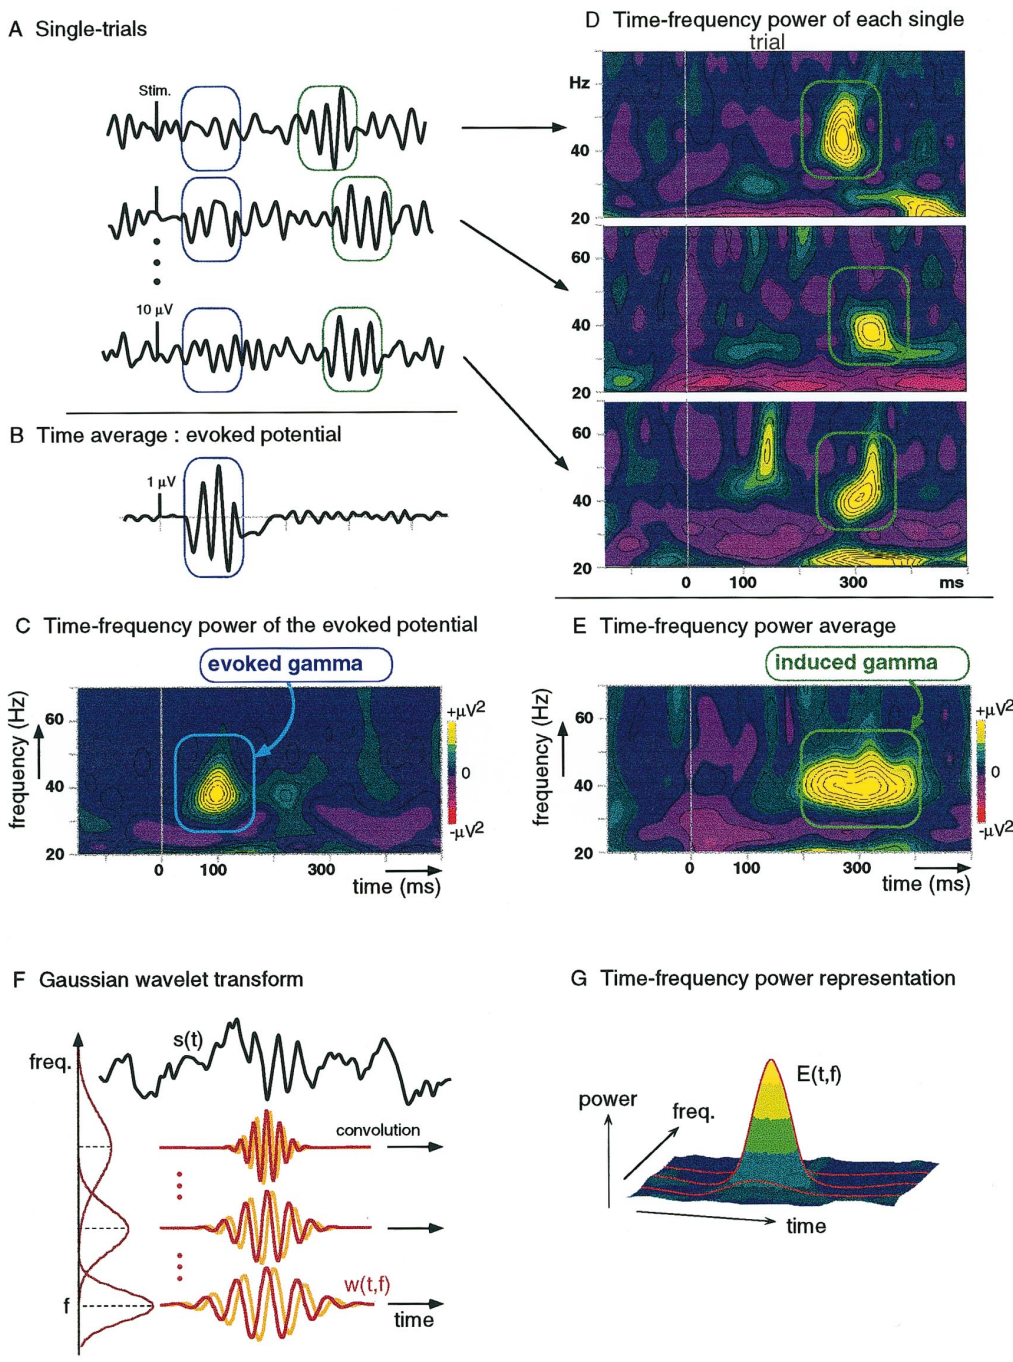 A Single-trials
Stim.
10 µV
B Time average : evoked potential
1 µV
C Time-frequency power of the evoked potential
evoked gamma
frequency (Hz)
60
40
20
0
100
300
time (ms)
+µV2
0
-µV2
D Time-frequency power of each single
trial
Hz
40
20
60
40
20
60
40
20
0
100
300
ms
E Time-frequency power average
induced gamma
frequency (Hz)
60
40
20
0
100
300
time (ms)
+µV2
0
-µV2
F Gaussian wavelet transform
freq.
s(t)
convolution
w(t,f)
f
time
G Time-frequency power representation
E(t,f)
power
freq.
time